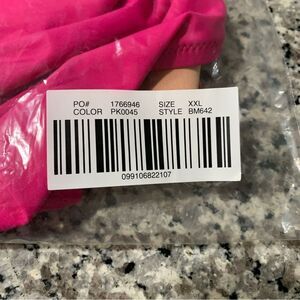 PO# 1766946 SIZE XXL
COLOR PK0045 STYLE BM642
099106822107